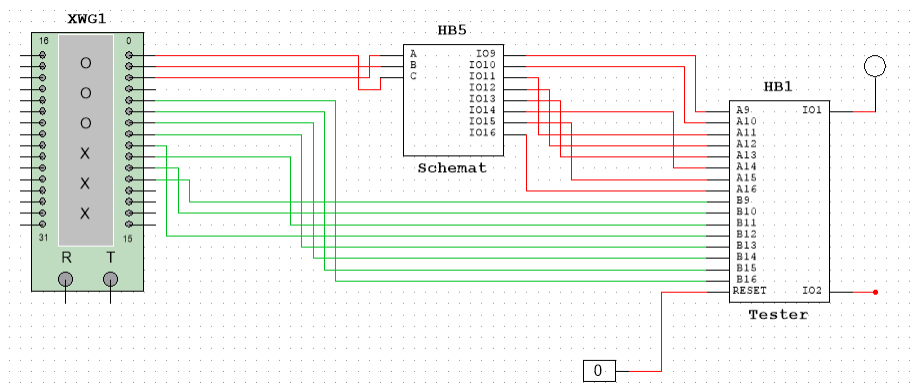 XWG1
16 0
O
O
O
X
X
X
31 15
R T
HB5
A IO9
B IO10
C IO11
IO12
IO13
IO14
IO15
IO16
Schemat
HB1
A9 IO1
A10
A11
A12
A13
A14
A15
A16
B9
B10
B11
B12
B13
B14
B15
B16
RESET IO2
Tester
0